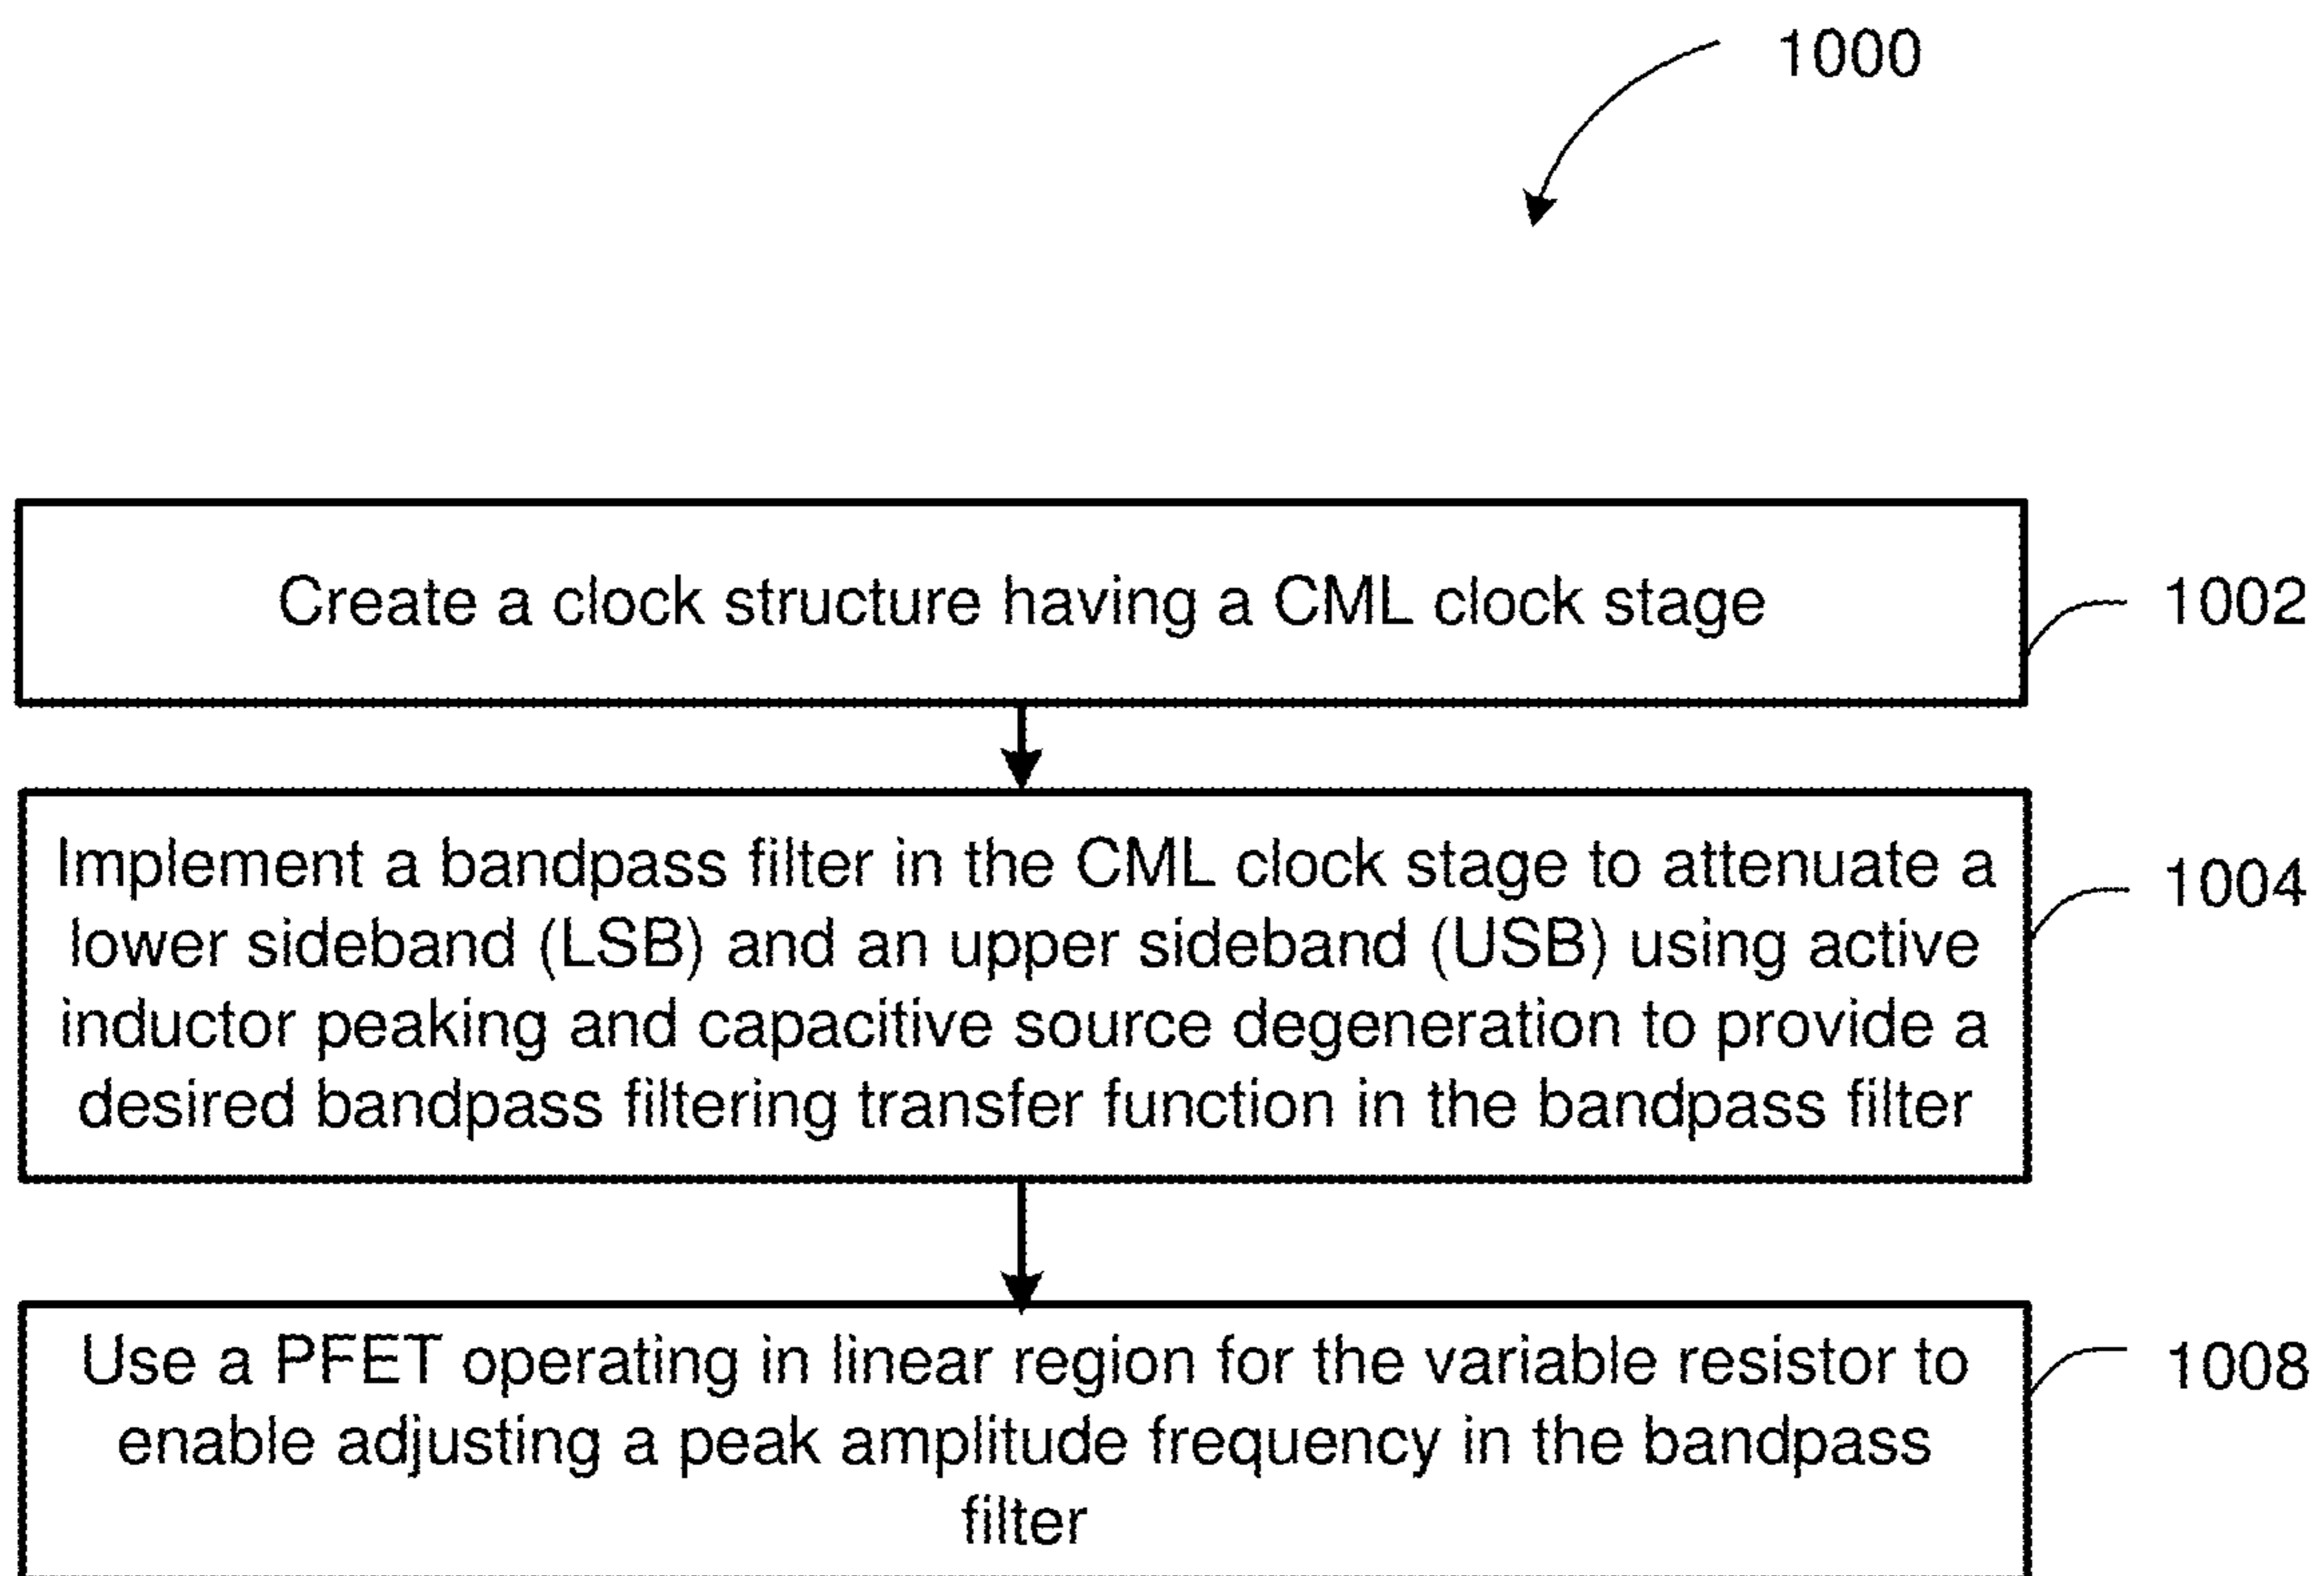 1000
Create a clock structure having a CML clock stage
1002
Implement a bandpass filter in the CML clock stage to attenuate a
lower sideband (LSB) and an upper sideband (USB) using active
inductor peaking and capacitive source degeneration to provide a
desired bandpass filtering transfer function in the bandpass filter
1004
Use a PFET operating in linear region for the variable resistor to
enable adjusting a peak amplitude frequency in the bandpass
filter
1008